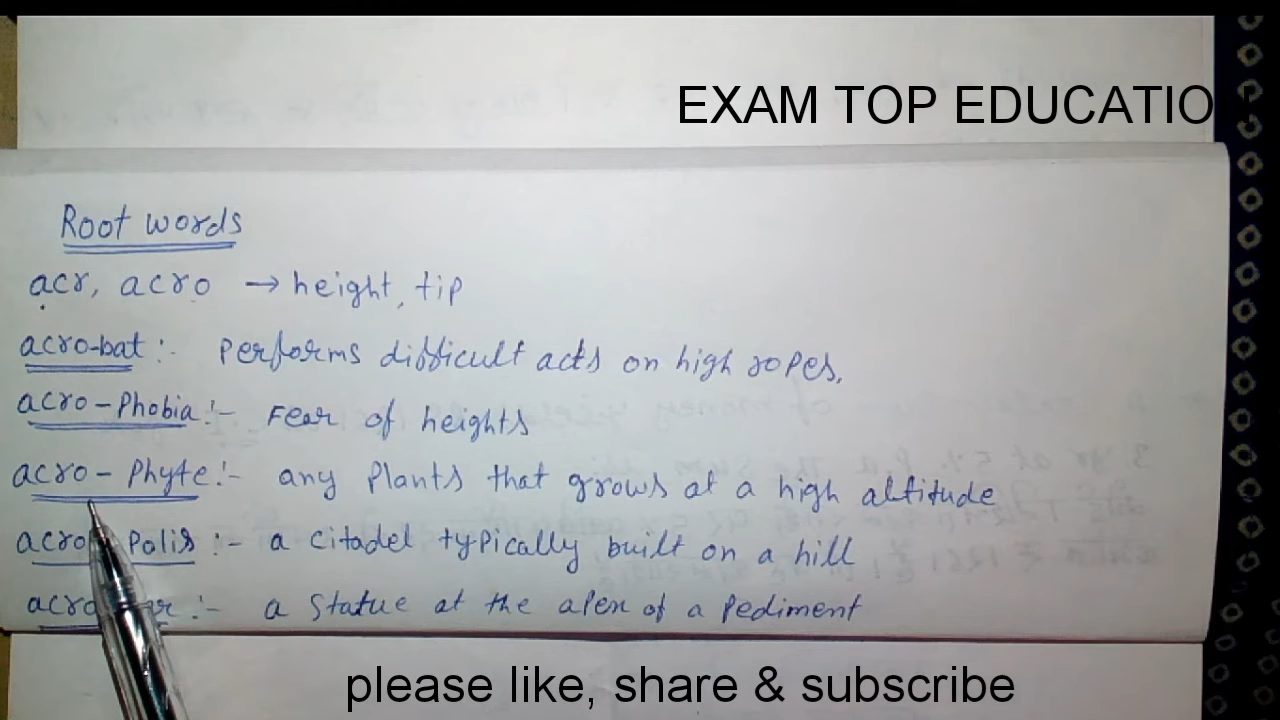 EXAM TOP EDUCATIO
Root words
acr, acro → height, tip
acro-bat :- Performs difficult acts on high ropes.
acro-Phobia :- Fear of heights
acro-Phyte :- any Plants that grows at a high altitude
acro Polis :- a citadel typically built on a hill
acro :- a Statue at the apex of a Pediment
please like, share & subscribe